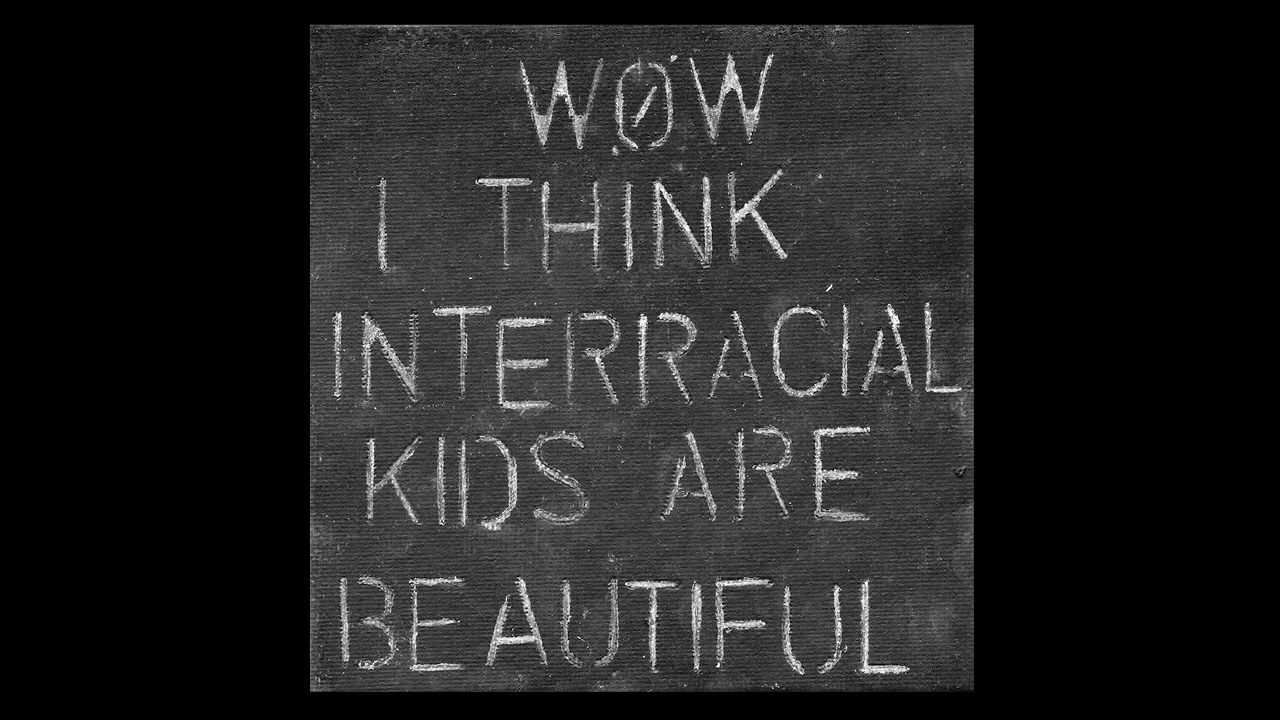 WØW
I THINK
INTERRACIAL
KIDS ARE
BEAUTIFUL